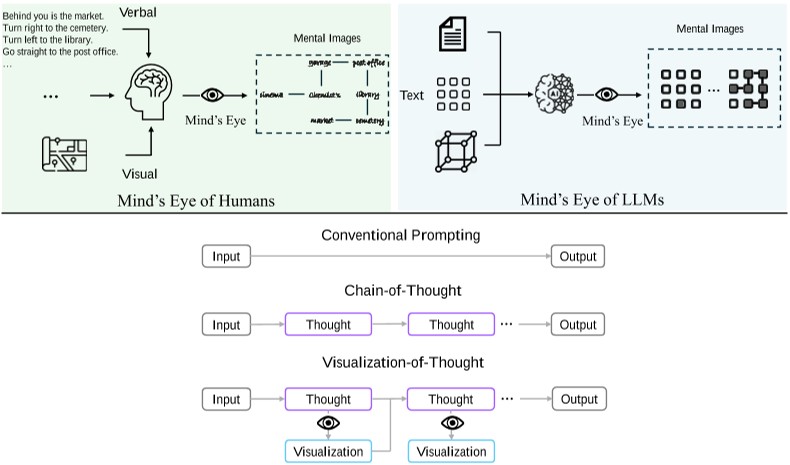 Behind you is the market.
Turn right to the cemetery.
Turn left to the library.
Go straight to the post office.
...
Verbal
...
Visual
Mind's Eye
Mental Images
garage post office
cinema chemist's library
market cemetery
Mind's Eye of Humans
Text
AI
Mind's Eye
Mental Images
...
Mind's Eye of LLMs
Conventional Prompting
Input Output
Chain-of-Thought
Input Thought Thought ... Output
Visualization-of-Thought
Input Thought Thought ... Output
Visualization Visualization